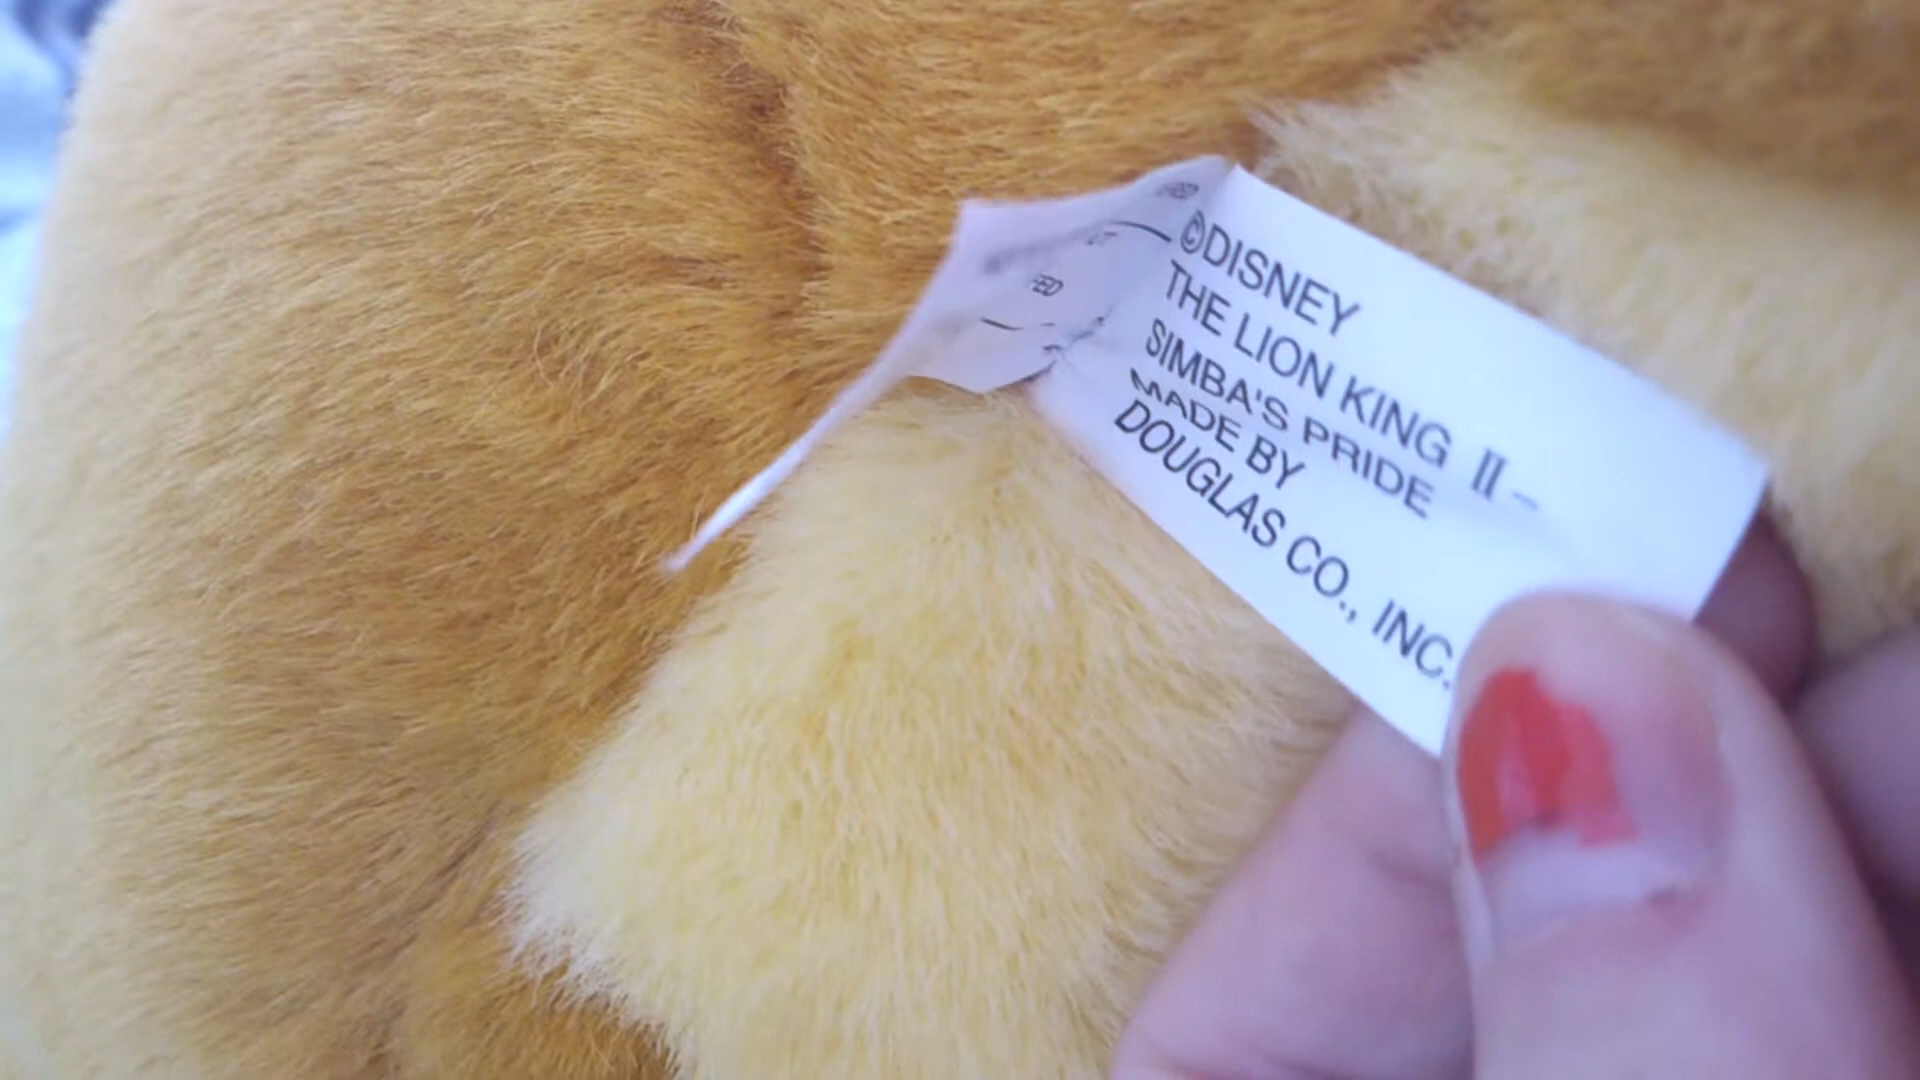 ©DISNEY
THE LION KING II –
SIMBA'S PRIDE
MADE BY
DOUGLAS CO., INC.